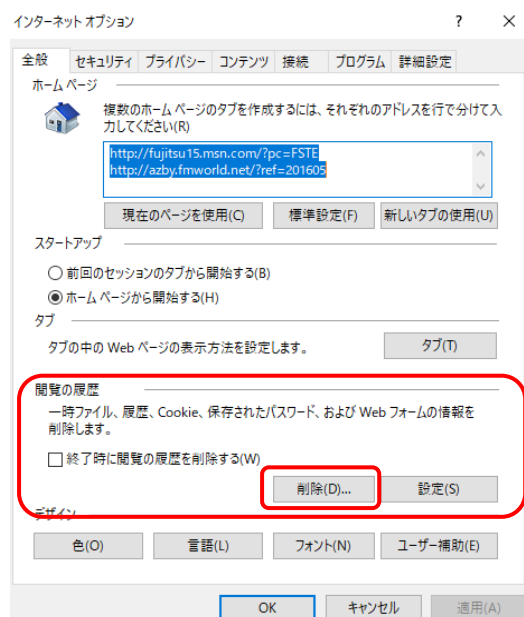 インターネット オプション ? ×
全般 セキュリティ プライバシー コンテンツ 接続 プログラム 詳細設定
ホーム ページ
複数のホーム ページのタブを作成するには、それぞれのアドレスを行で分けて入
力してください(R)
http://fujitsu15.msn.com/?pc=FSTE
http://azby.fmworld.net/?ref=201605
現在のページを使用(C) 標準設定(F) 新しいタブの使用(U)
スタートアップ
前回のセッションのタブから開始する(B)
ホーム ページから開始する(H)
タブ
タブの中の Web ページの表示方法を設定します。 タブ(T)
閲覧の履歴
一時ファイル、履歴、Cookie、保存されたパスワード、および Web フォームの情報を
削除します。
終了時に閲覧の履歴を削除する(W)
削除(D)... 設定(S)
デザイン
色(O) 言語(L) フォント(N) ユーザー補助(E)
OK キャンセル 適用(A)